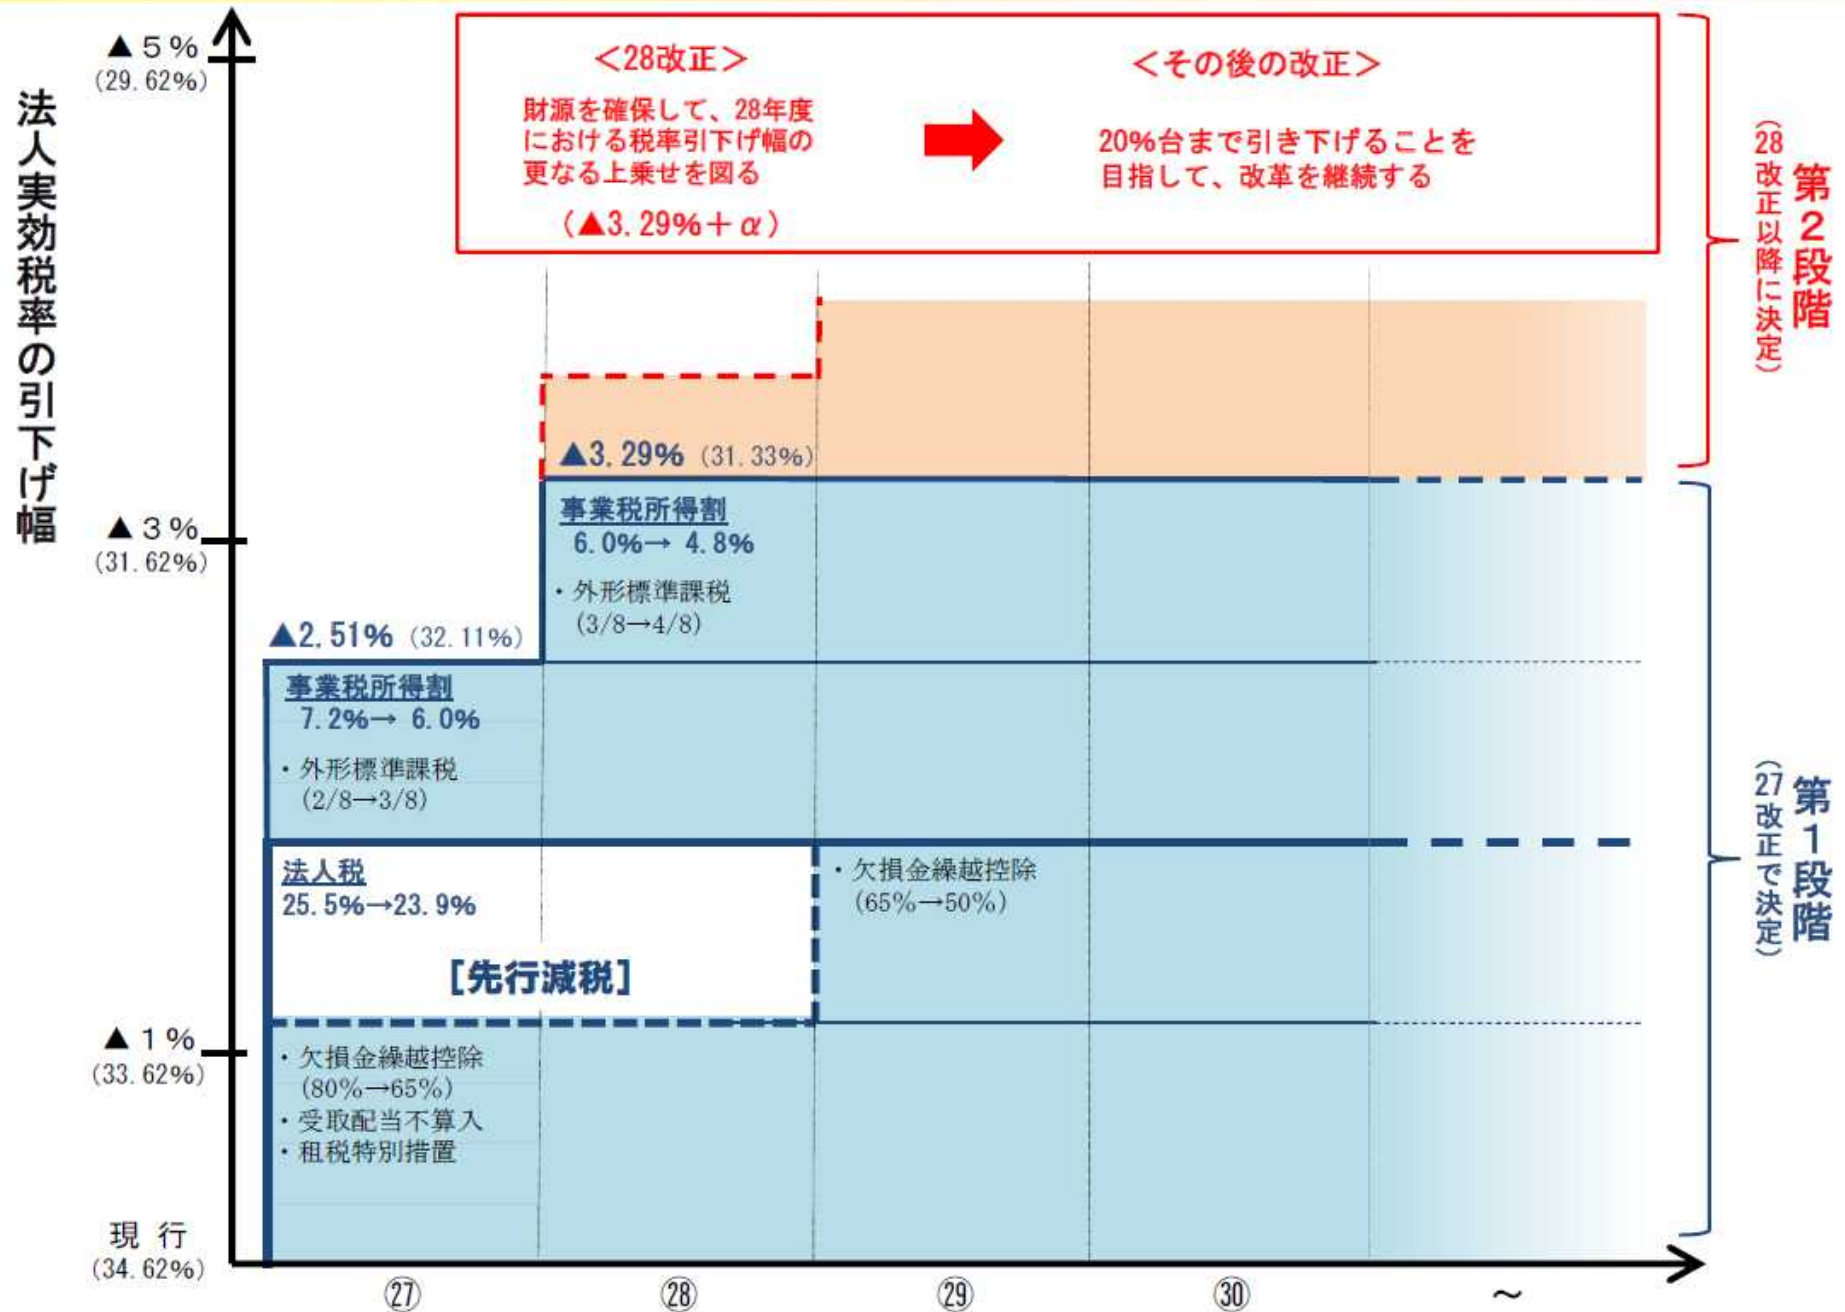 法人実効税率の引下げ幅
▲5%
(29.62%)
▲3%
(31.62%)
▲1%
(33.62%)
現 行
(34.62%)
<28改正>
財源を確保して、28年度
における税率引下げ幅の
更なる上乗せを図る
(▲3.29%+α)
<その後の改正>
20%台まで引き下げることを
目指して、改革を継続する
第2段階
(28改正以降に決定)
▲3.29% (31.33%)
事業税所得割
6.0%→ 4.8%
・外形標準課税
(3/8→4/8)
▲2.51% (32.11%)
事業税所得割
7.2%→ 6.0%
・外形標準課税
(2/8→3/8)
法人税
25.5%→23.9%
[先行減税]
・欠損金繰越控除
(65%→50%)
・欠損金繰越控除
(80%→65%)
・受取配当不算入
・租税特別措置
第1段階
(27改正で決定)
㉗ ㉘ ㉙ ㉚ ~